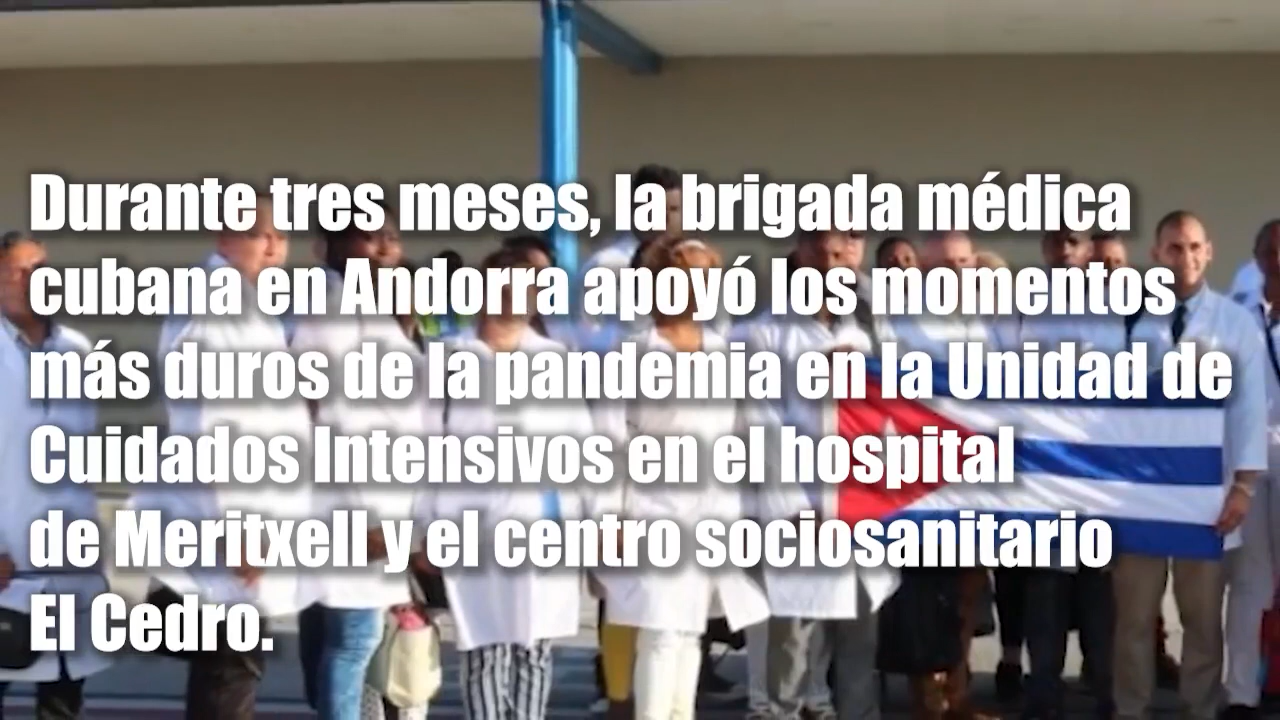 Durante tres meses, la brigada médica
cubana en Andorra apoyó los momentos
más duros de la pandemia en la Unidad de
Cuidados Intensivos en el hospital
de Meritxell y el centro sociosanitario
El Cedro.